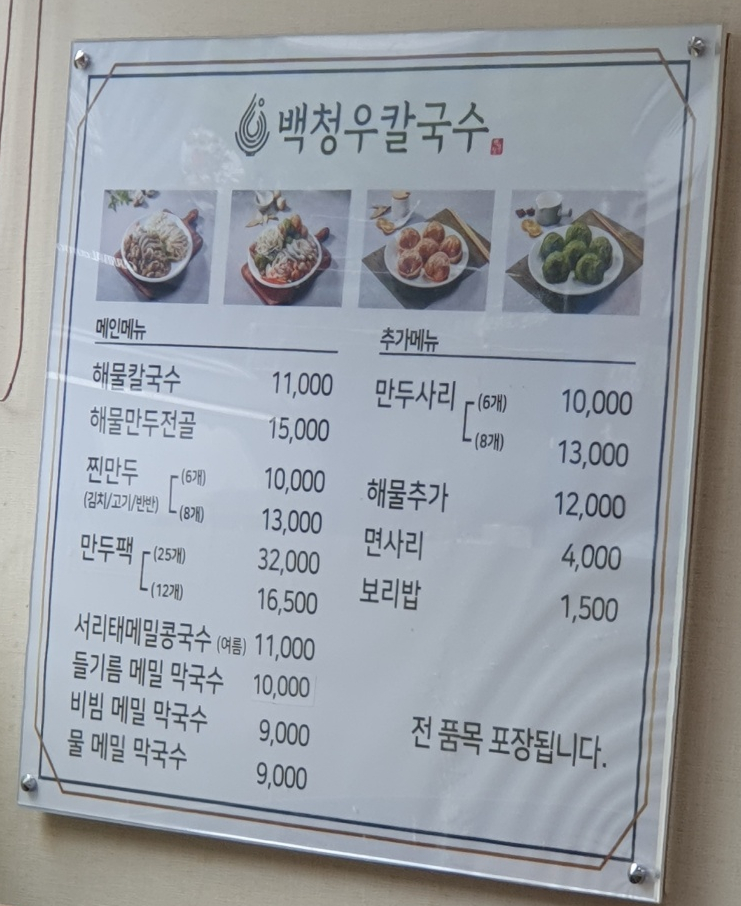 백청우칼국수
메인메뉴
해물칼국수 11,000
해물만두전골 15,000
찐만두 (6개) 10,000
(김치/고기/반반) (8개) 13,000
만두팩 (25개) 32,000
(12개) 16,500
서리태메밀콩국수 (여름) 11,000
들기름 메밀 막국수 10,000
비빔 메밀 막국수 9,000
물 메밀 막국수 9,000
추가메뉴
만두사리 (6개) 10,000
(8개) 13,000
해물추가 12,000
면사리 4,000
보리밥 1,500
전 품목 포장됩니다.